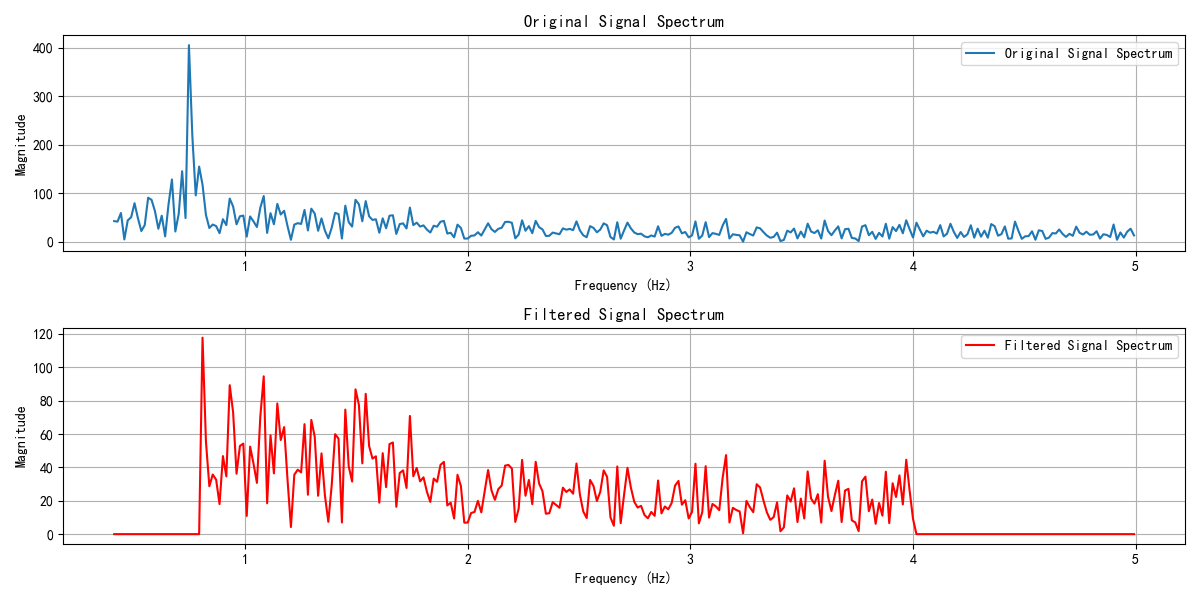 Original Signal Spectrum
400
300
200
100
0
Magnitude
Original Signal Spectrum
1
2
3
4
5
Frequency (Hz)
Filtered Signal Spectrum
120
100
80
60
40
20
0
Magnitude
Filtered Signal Spectrum
1
2
3
4
5
Frequency (Hz)